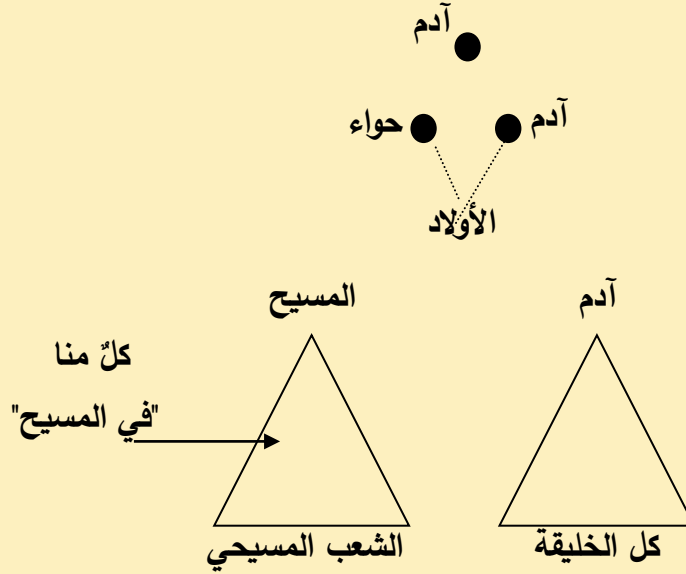 آدم
آدم
حواء
الأولاد
آدم
المسيح
كلٌ منا
"في المسيح"
كل الخليقة
الشعب المسيحي